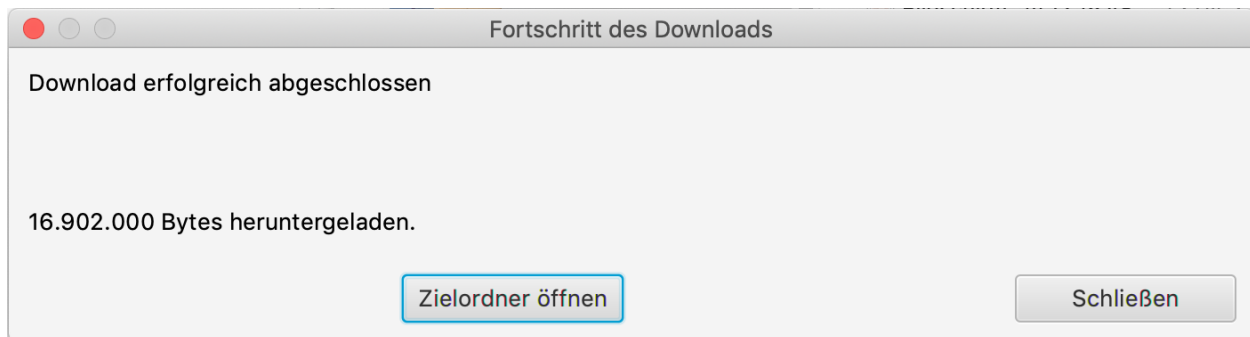 Fortschritt des Downloads
Download erfolgreich abgeschlossen
16.902.000 Bytes heruntergeladen.
Zielordner öffnen
Schließen